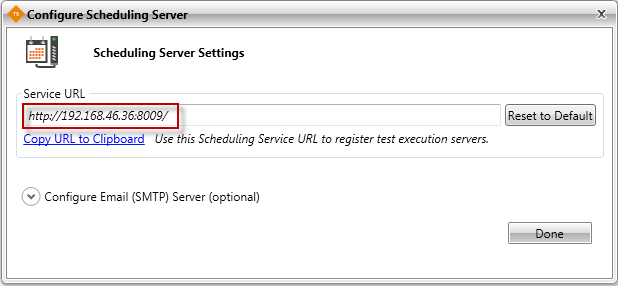 TS Configure Scheduling Server X
Scheduling Server Settings
Service URL
http://192.168.46.36:8009/ Reset to Default
Copy URL to Clipboard Use this Scheduling Service URL to register test execution servers.
Configure Email (SMTP) Server (optional)
Done